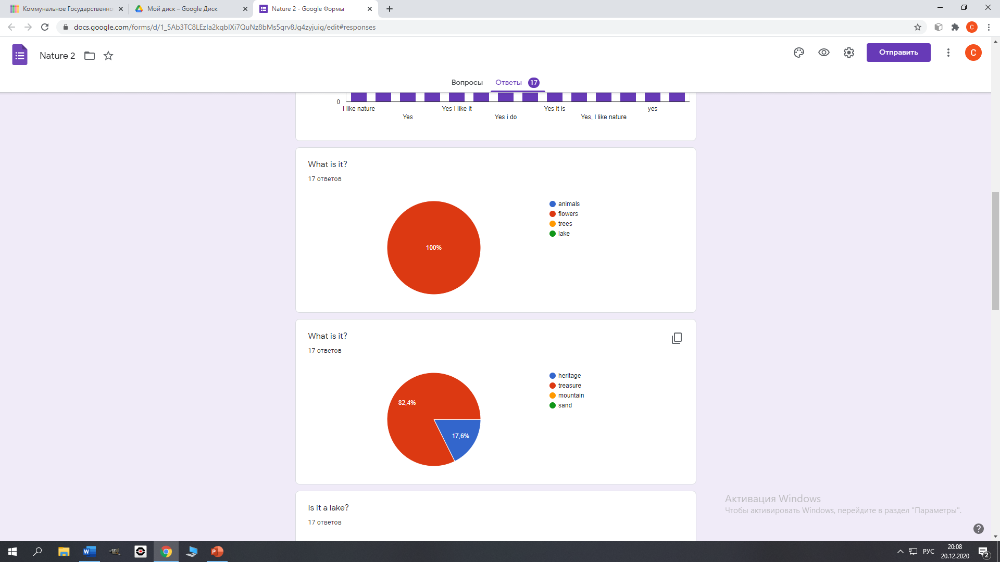 Коммунальное Государственно
Мой диск – Google Диск
Nature 2 - Google Формы
docs.google.com/forms/d/1_5Ab3TC8LEzIa2kqbIXi7QuNz8bMs5qrv8Jg4zyjuig/edit#responses
C
Nature 2
Отправить
C
Вопросы
Ответы 17
0
I like nature
Yes I like it
Yes it is
yes
Yes
Yes i do
Yes, I like nature
What is it?
17 ответов
animals
flowers
trees
lake
100%
What is it?
17 ответов
heritage
treasure
mountain
sand
82,4%
17,6%
Is it a lake?
17 ответов
Активация Windows
Чтобы активировать Windows, перейдите в раздел "Параметры".
РУС
20:08
20.12.2020
2